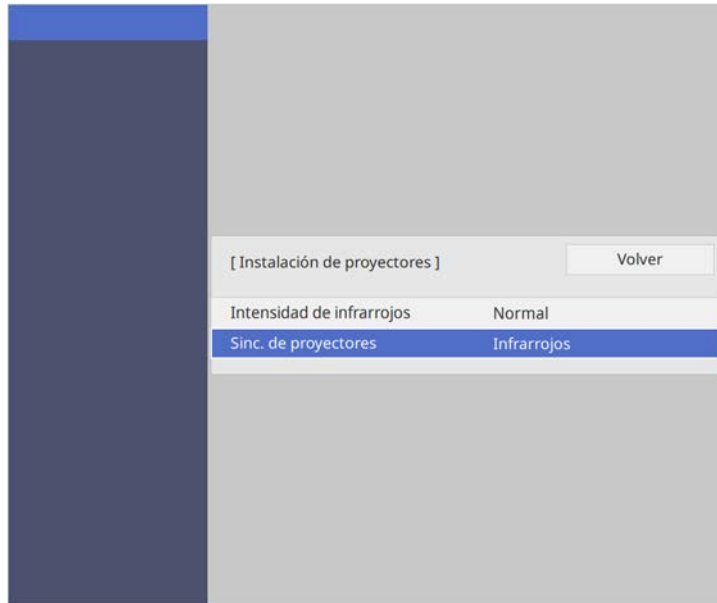 [ Instalación de proyectores ] Volver
Intensidad de infrarrojos Normal
Sinc. de proyectores Infrarrojos